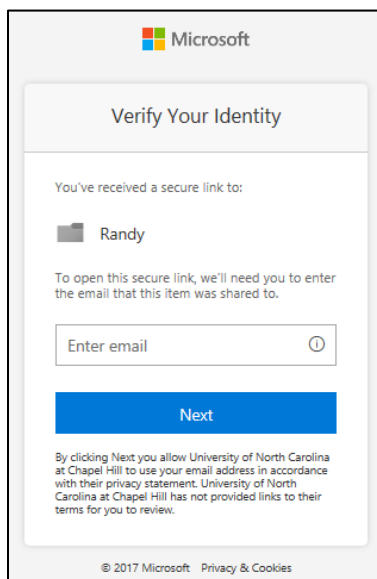 Microsoft
Verify Your Identity
You've received a secure link to:
Randy
To open this secure link, we'll need you to enter
the email that this item was shared to.
Enter email
Next
By clicking Next you allow University of North Carolina
at Chapel Hill to use your email address in accordance
with their privacy statement. University of North
Carolina at Chapel Hill has not provided links to their
terms for you to review.
© 2017 Microsoft Privacy & Cookies